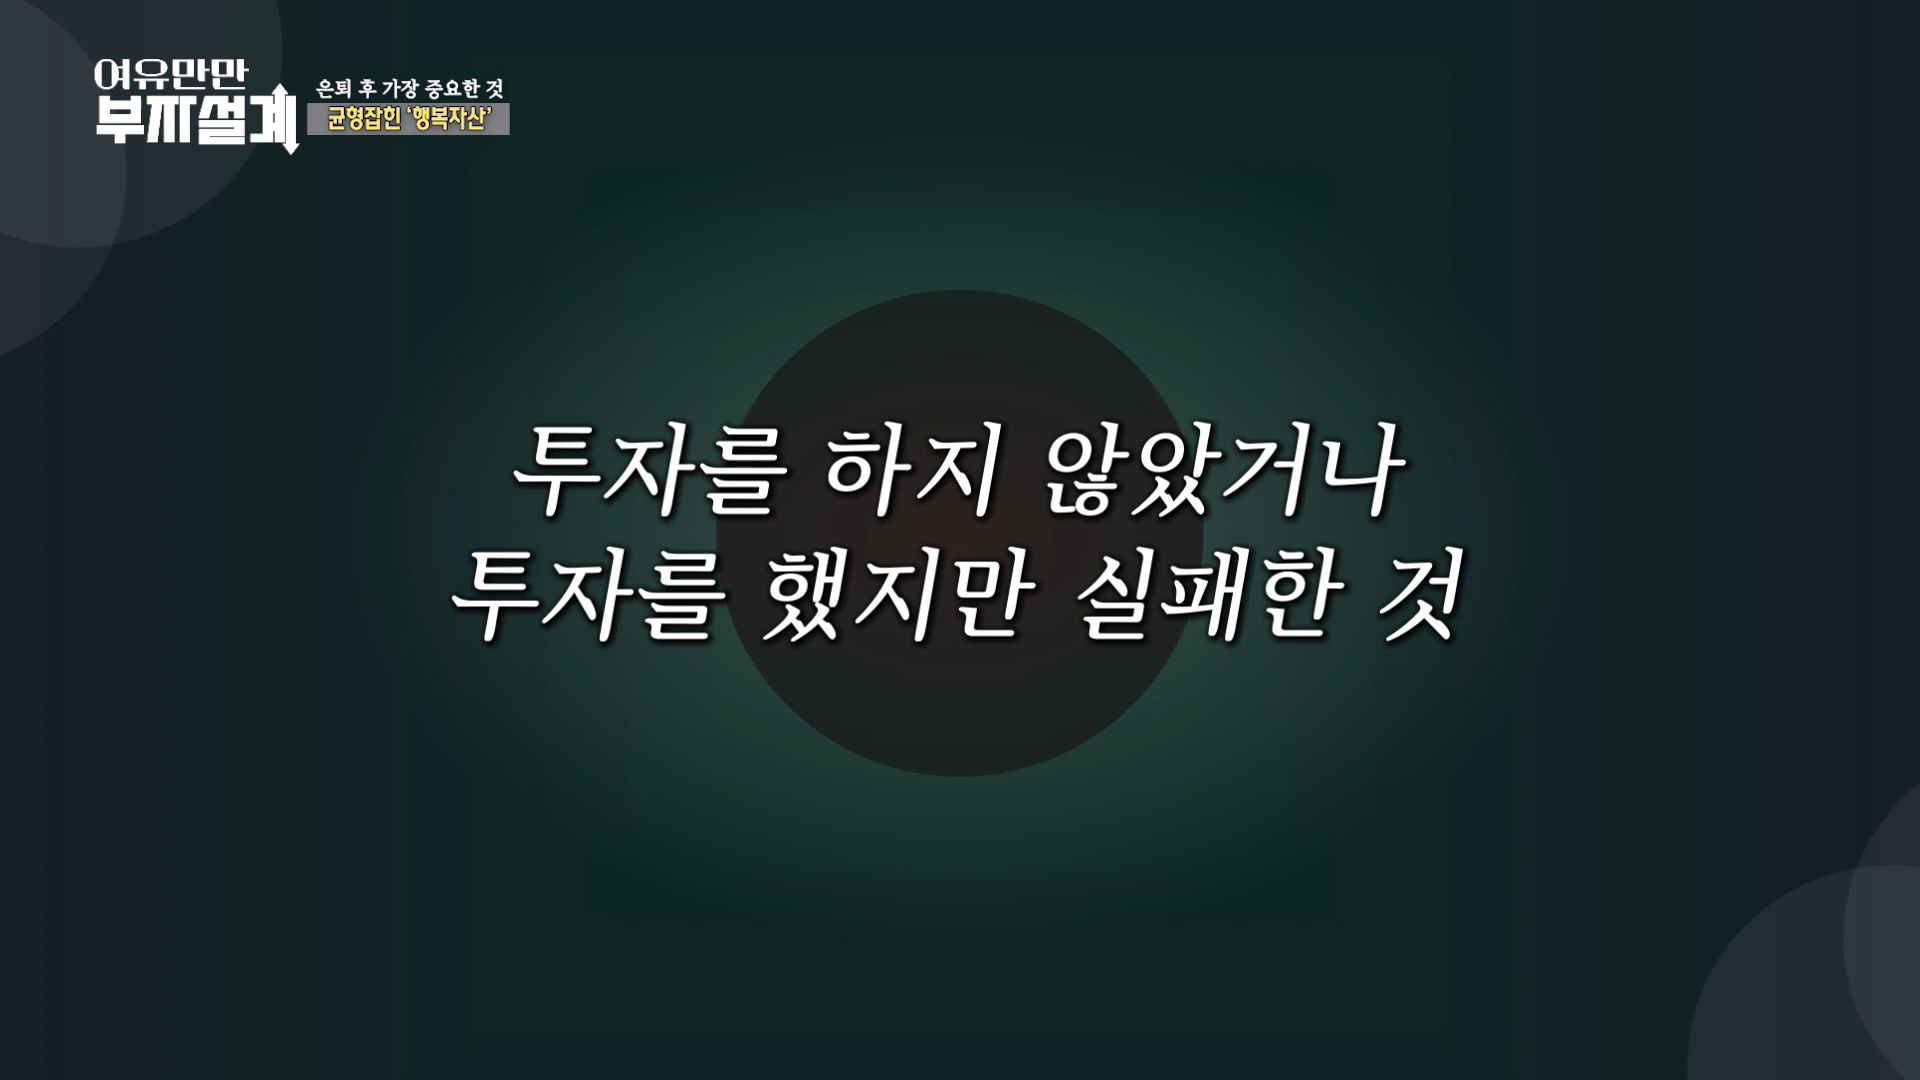 여유만만
부자설계
은퇴 후 가장 중요한 것
균형잡힌 ‘행복자산’
투자를 하지 않았거나
투자를 했지만 실패한 것